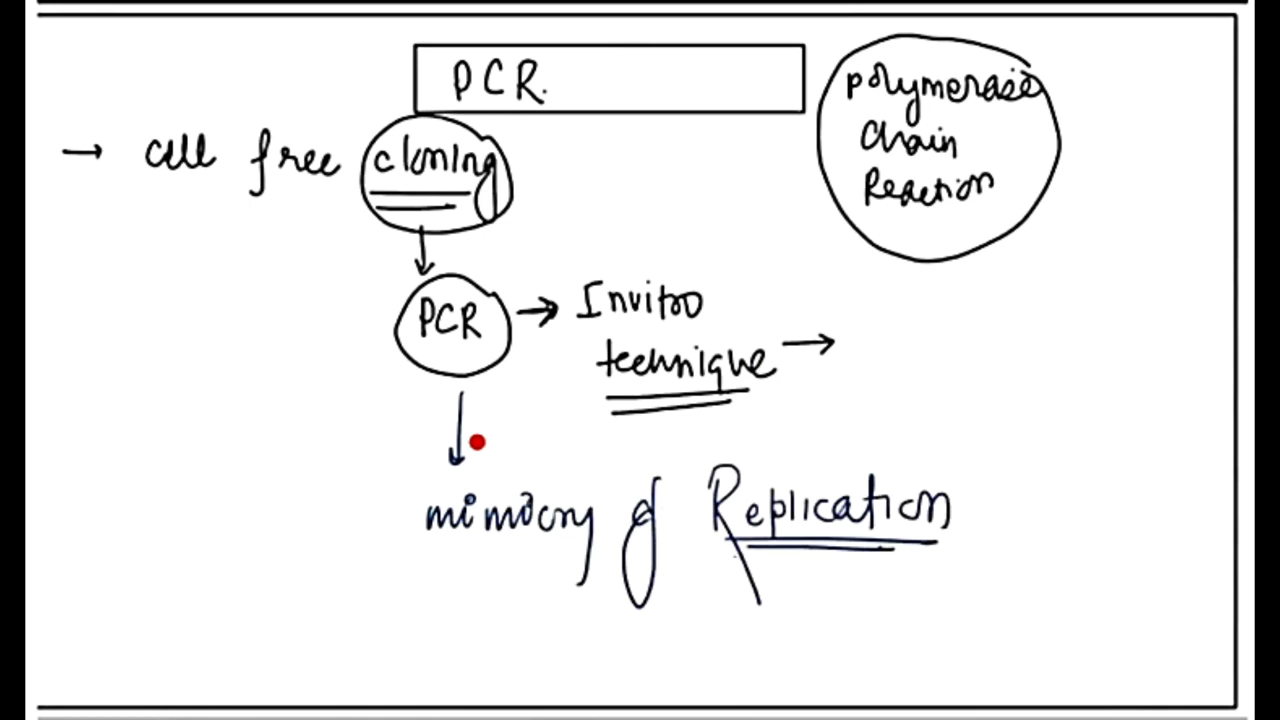 PCR.
Polymerase
Chain
Reaction
→ cell free cloning
PCR → Invitro
technique →
mimicry of Replication